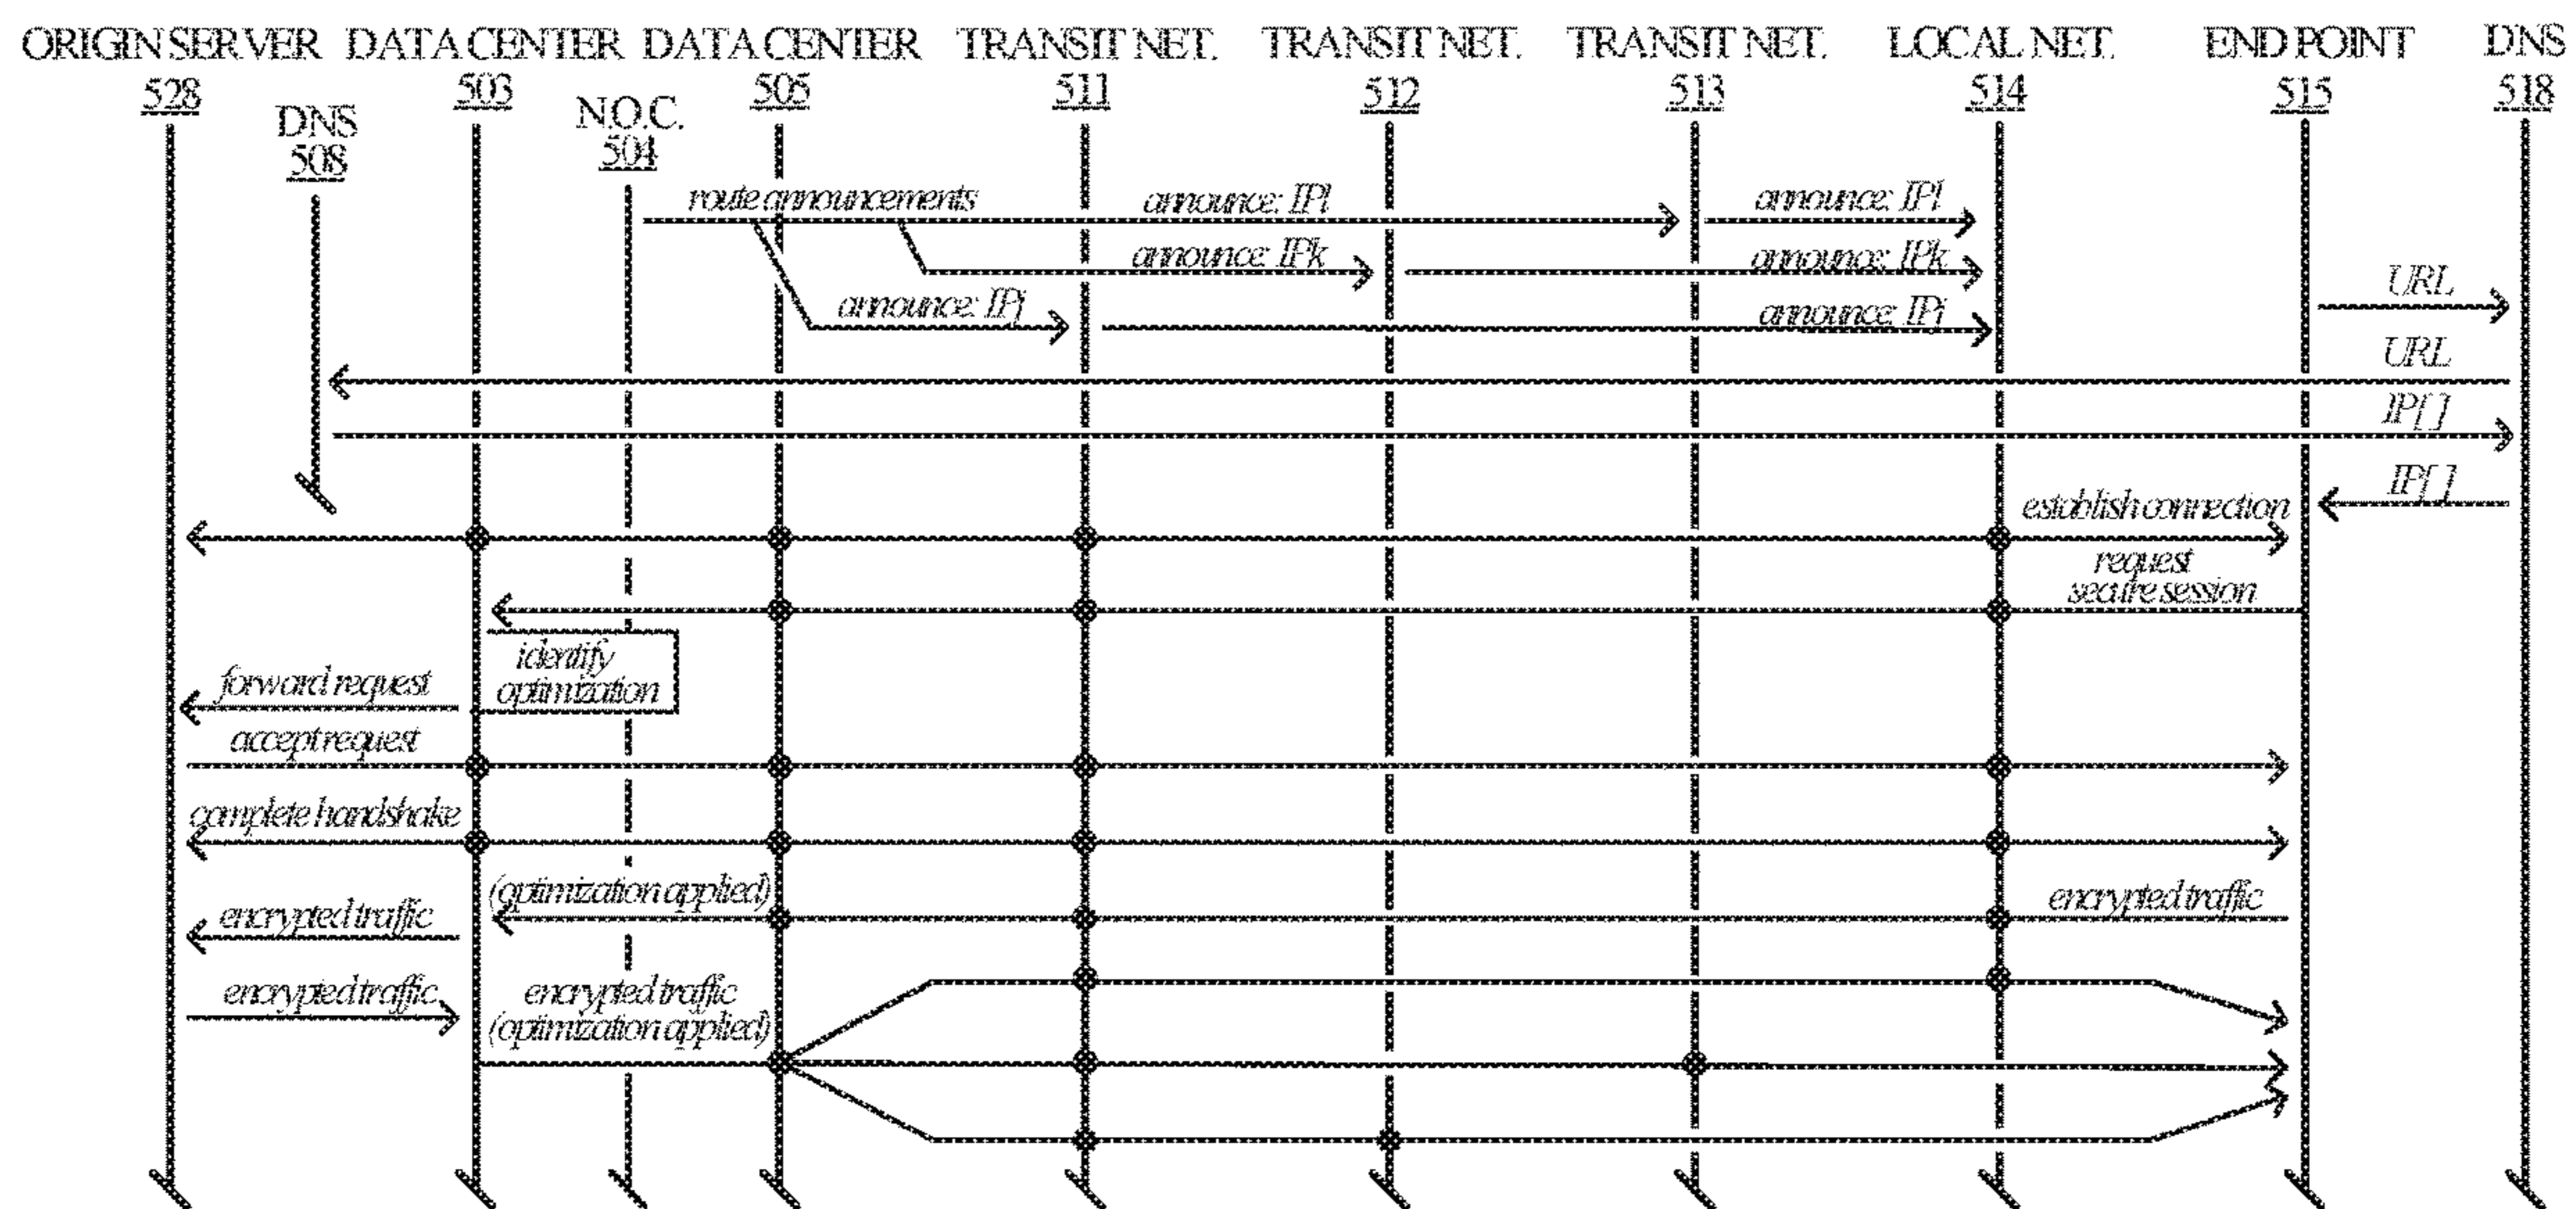 ORIGIN SERVER DATA CENTER DATA CENTER TRANSIT NET. TRANSIT NET. TRANSIT NET. LOCAL NET. END POINT DNS
528 503 505 511 512 513 514 515 518
DNS N.O.C.
508 504
route announcements announce: IPl announce: IPl
announce: IPk announce: IPk
URL
announce: IPj announce: IPj
URL
IP[ ]
IP[ ]
establish connection
request
secure session
identify
optimization
forward request
accept request
complete handshake
(optimization applied) encrypted traffic
encrypted traffic
encrypted traffic encrypted traffic
(optimization applied)